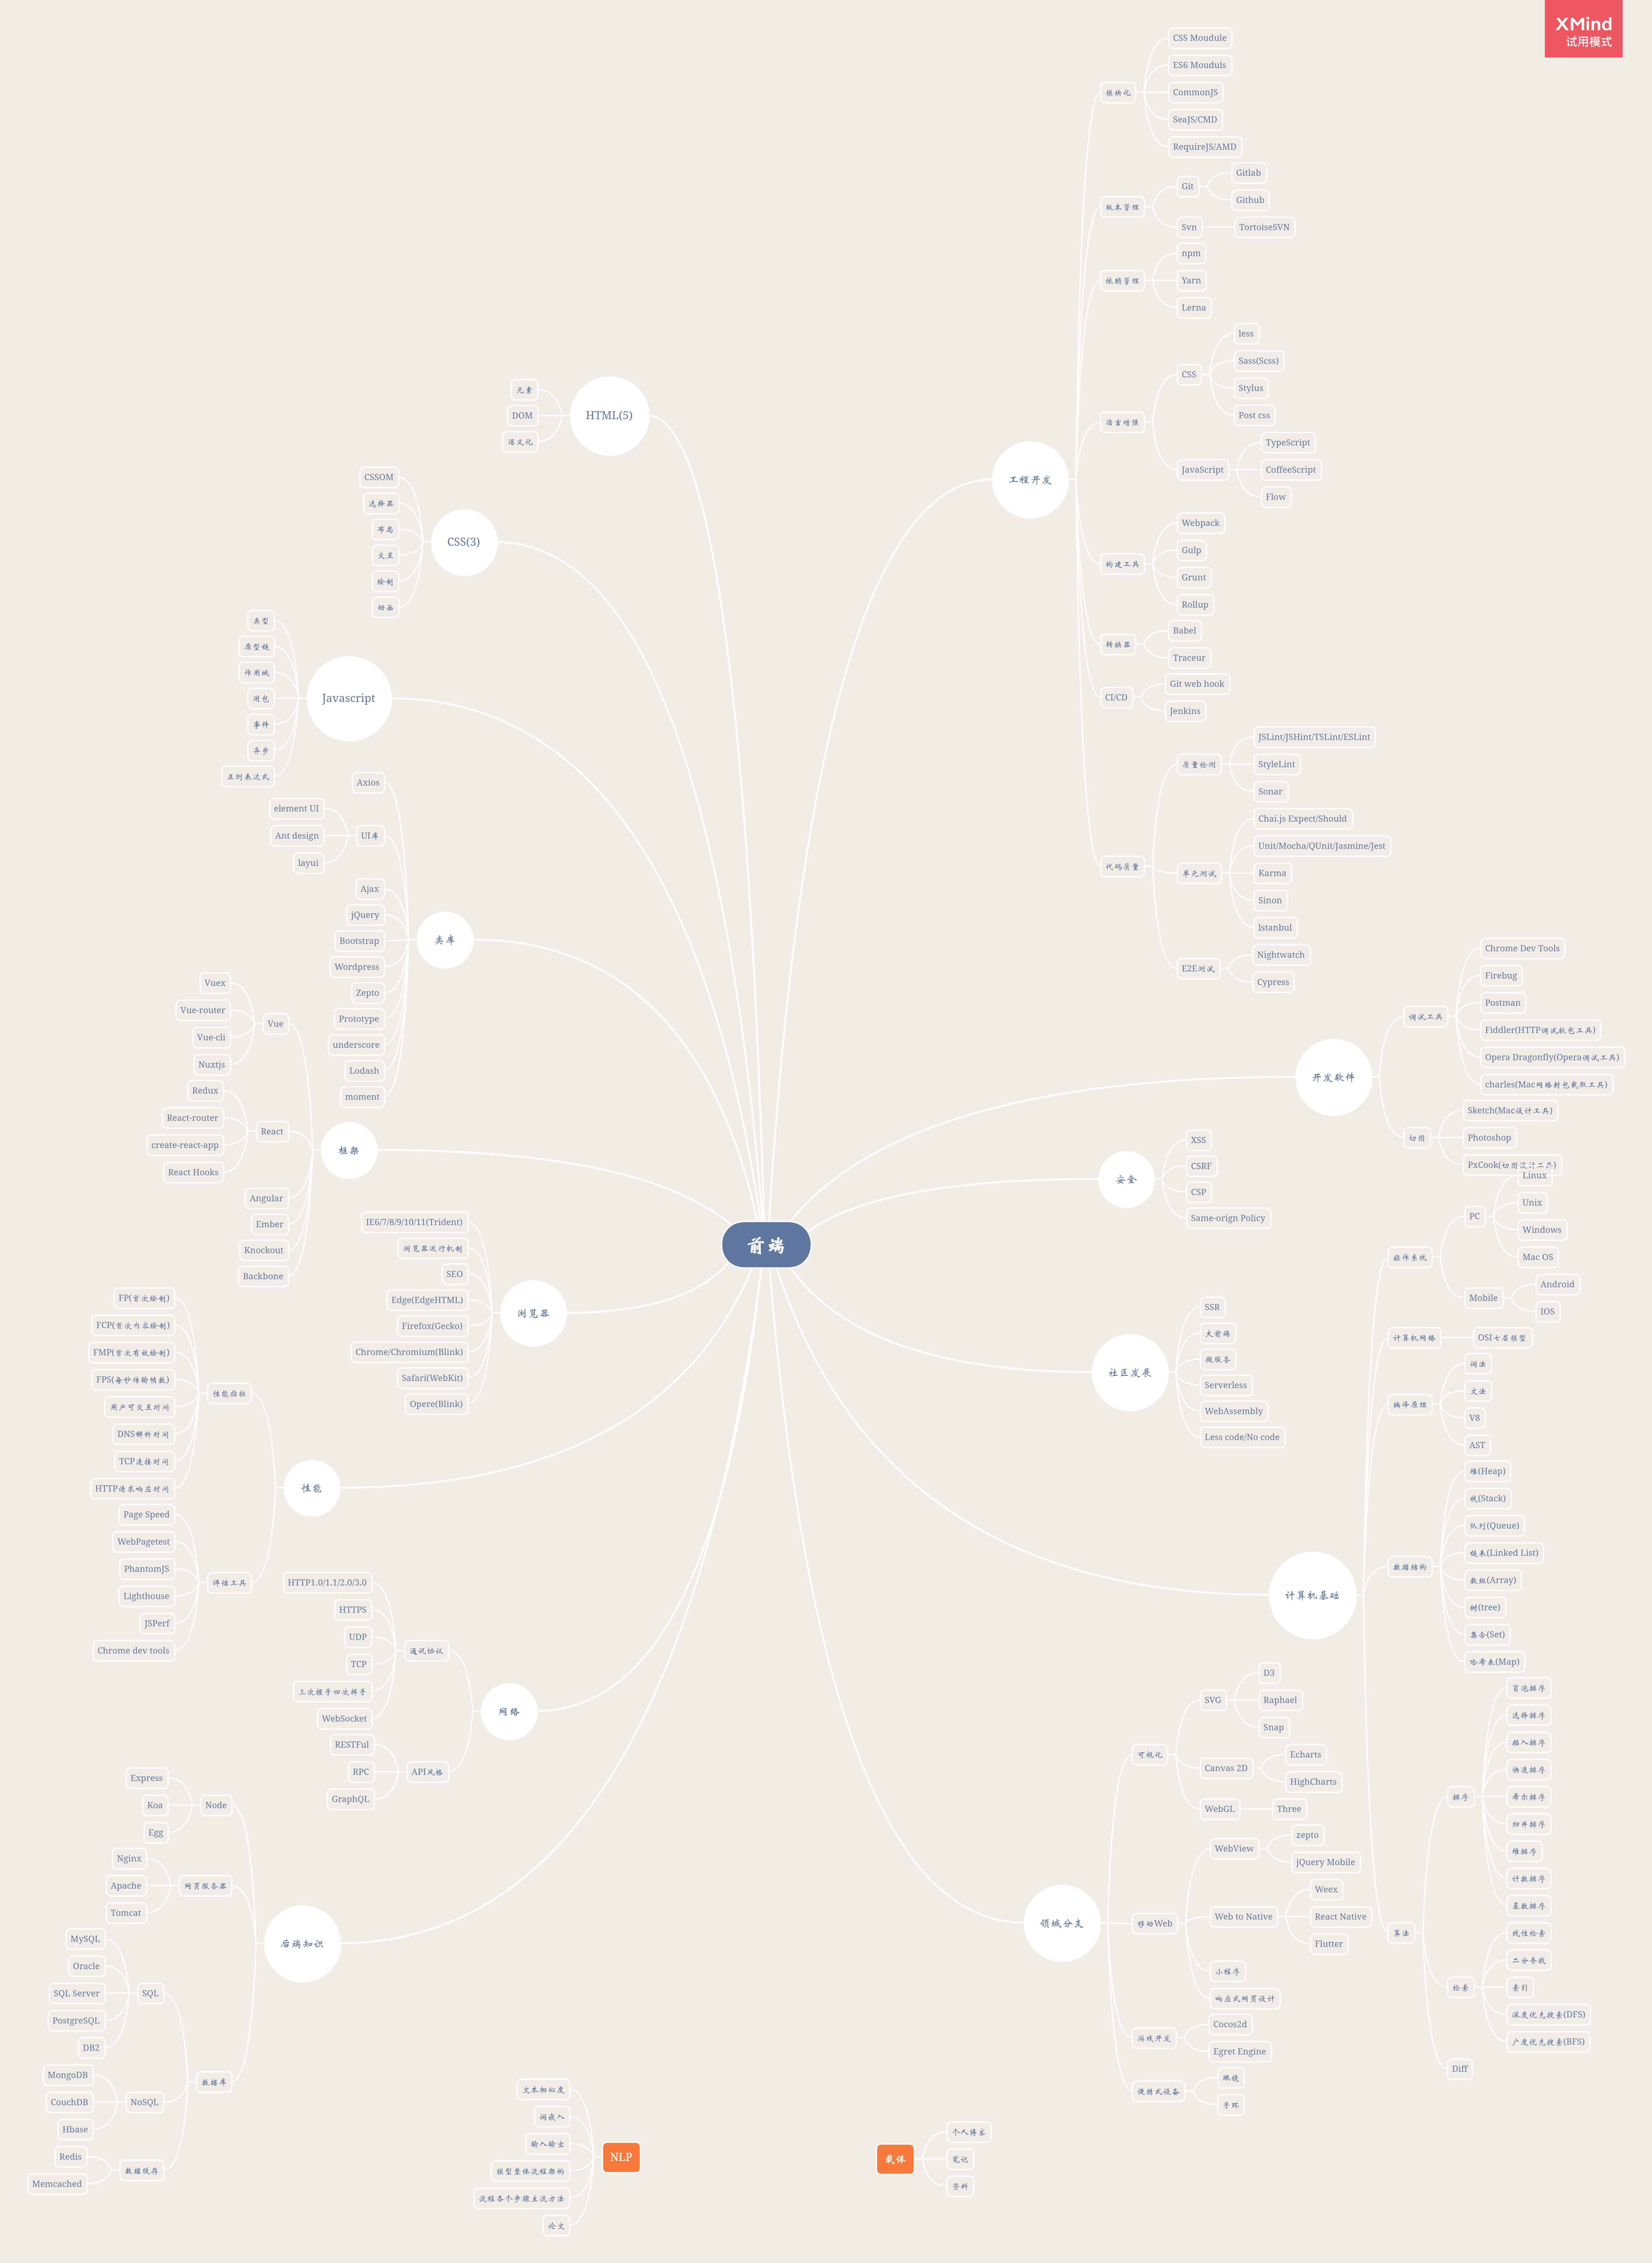 XMind
试用模式
前端
工程开发
模块化
CSS Moudule
ES6 Mouduls
CommonJS
SeaJS/CMD
RequireJS/AMD
版本管理
Git
Gitlab
Github
Svn
TortoiseSVN
依赖管理
npm
Yarn
Lerna
语言增强
CSS
less
Sass(Scss)
Stylus
Post css
JavaScript
TypeScript
CoffeeScript
Flow
构建工具
Webpack
Gulp
Grunt
Rollup
转换器
Babel
Traceur
CI/CD
Git web hook
Jenkins
代码质量
质量检测
JSLint/JSHint/TSLint/ESLint
StyleLint
Sonar
单元测试
Chai.js Expect/Should
Unit/Mocha/QUnit/Jasmine/Jest
Karma
Sinon
lstanbul
E2E测试
Nightwatch
Cypress
开发软件
调试工具
Chrome Dev Tools
Firebug
Postman
Fiddler(HTTP调试抓包工具)
Opera Dragonfly(Opera调试工具)
charles(Mac网络封包截取工具)
切图
Sketch(Mac设计工具)
Photoshop
PxCook(切图设计工具)
安全
XSS
CSRF
CSP
Same-orign Policy
社区发展
SSR
大前端
微服务
Serverless
WebAssembly
Less code/No code
计算机基础
操作系统
PC
Linux
Unix
Windows
Mac OS
Mobile
Android
IOS
计算机网络
OSI七层模型
编译原理
词法
文法
V8
AST
数据结构
堆(Heap)
栈(Stack)
队列(Queue)
链表(Linked List)
数组(Array)
树(tree)
集合(Set)
哈希表(Map)
算法
排序
冒泡排序
选择排序
插入排序
快速排序
希尔排序
归并排序
堆排序
计数排序
基数排序
检索
线性检索
二分查找
索引
深度优先搜索(DFS)
广度优先搜索(BFS)
Diff
领域分支
可视化
SVG
D3
Raphael
Snap
Canvas 2D
Echarts
HighCharts
WebGL
Three
移动Web
WebView
zepto
jQuery Mobile
Web to Native
Weex
React Native
Flutter
小程序
响应式网页设计
游戏开发
Cocos2d
Egret Engine
便携式设备
眼镜
手环
HTML(5)
元素
DOM
语义化
CSS(3)
CSSOM
选择器
布局
交互
绘制
动画
Javascript
类型
原型链
作用域
闭包
事件
异步
正则表达式
类库
Axios
UI库
element UI
Ant design
layui
Ajax
jQuery
Bootstrap
Wordpress
Zepto
Prototype
underscore
Lodash
moment
框架
Vue
Vuex
Vue-router
Vue-cli
Nuxtjs
React
Redux
React-router
create-react-app
React Hooks
Angular
Ember
Knockout
Backbone
浏览器
IE6/7/8/9/10/11(Trident)
浏览器运行机制
SEO
Edge(EdgeHTML)
Firefox(Gecko)
Chrome/Chromium(Blink)
Safari(WebKit)
Opere(Blink)
性能
性能指标
FP(首次绘制)
FCP(首次内容绘制)
FMP(首次有效绘制)
FPS(每秒传输帧数)
用户可交互时间
DNS解析时间
TCP连接时间
HTTP请求响应时间
评估工具
Page Speed
WebPagetest
PhantomJS
Lighthouse
JSPerf
Chrome dev tools
网络
通讯协议
HTTP1.0/1.1/2.0/3.0
HTTPS
UDP
TCP
三次握手四次挥手
WebSocket
API风格
RESTFul
RPC
GraphQL
后端知识
Node
Express
Koa
Egg
网页服务器
Nginx
Apache
Tomcat
数据库
SQL
MySQL
Oracle
SQL Server
PostgreSQL
DB2
NoSQL
MongoDB
CouchDB
Hbase
数据缓存
Redis
Memcached
NLP
文本相似度
词嵌入
输入输出
模型整体流程架构
流程各个步骤主流方法
论文
载体
个人博客
笔记
资料